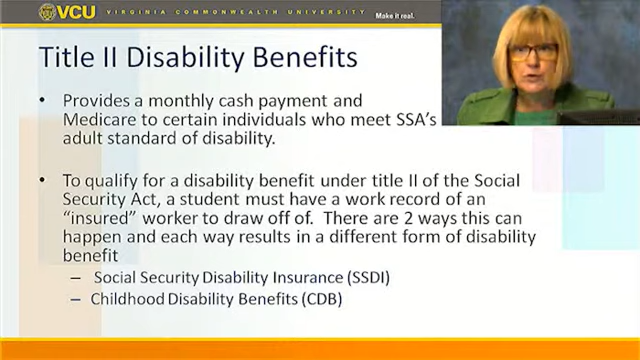 VCU VIRGINIA COMMONWEALTH UNIVERSITY Make it real.
Title II Disability Benefits
• Provides a monthly cash payment and
Medicare to certain individuals who meet SSA's
adult standard of disability.
• To qualify for a disability benefit under title II of the Social
Security Act, a student must have a work record of an
"insured" worker to draw off of. There are 2 ways this can
happen and each way results in a different form of disability
benefit
– Social Security Disability Insurance (SSDI)
– Childhood Disability Benefits (CDB)